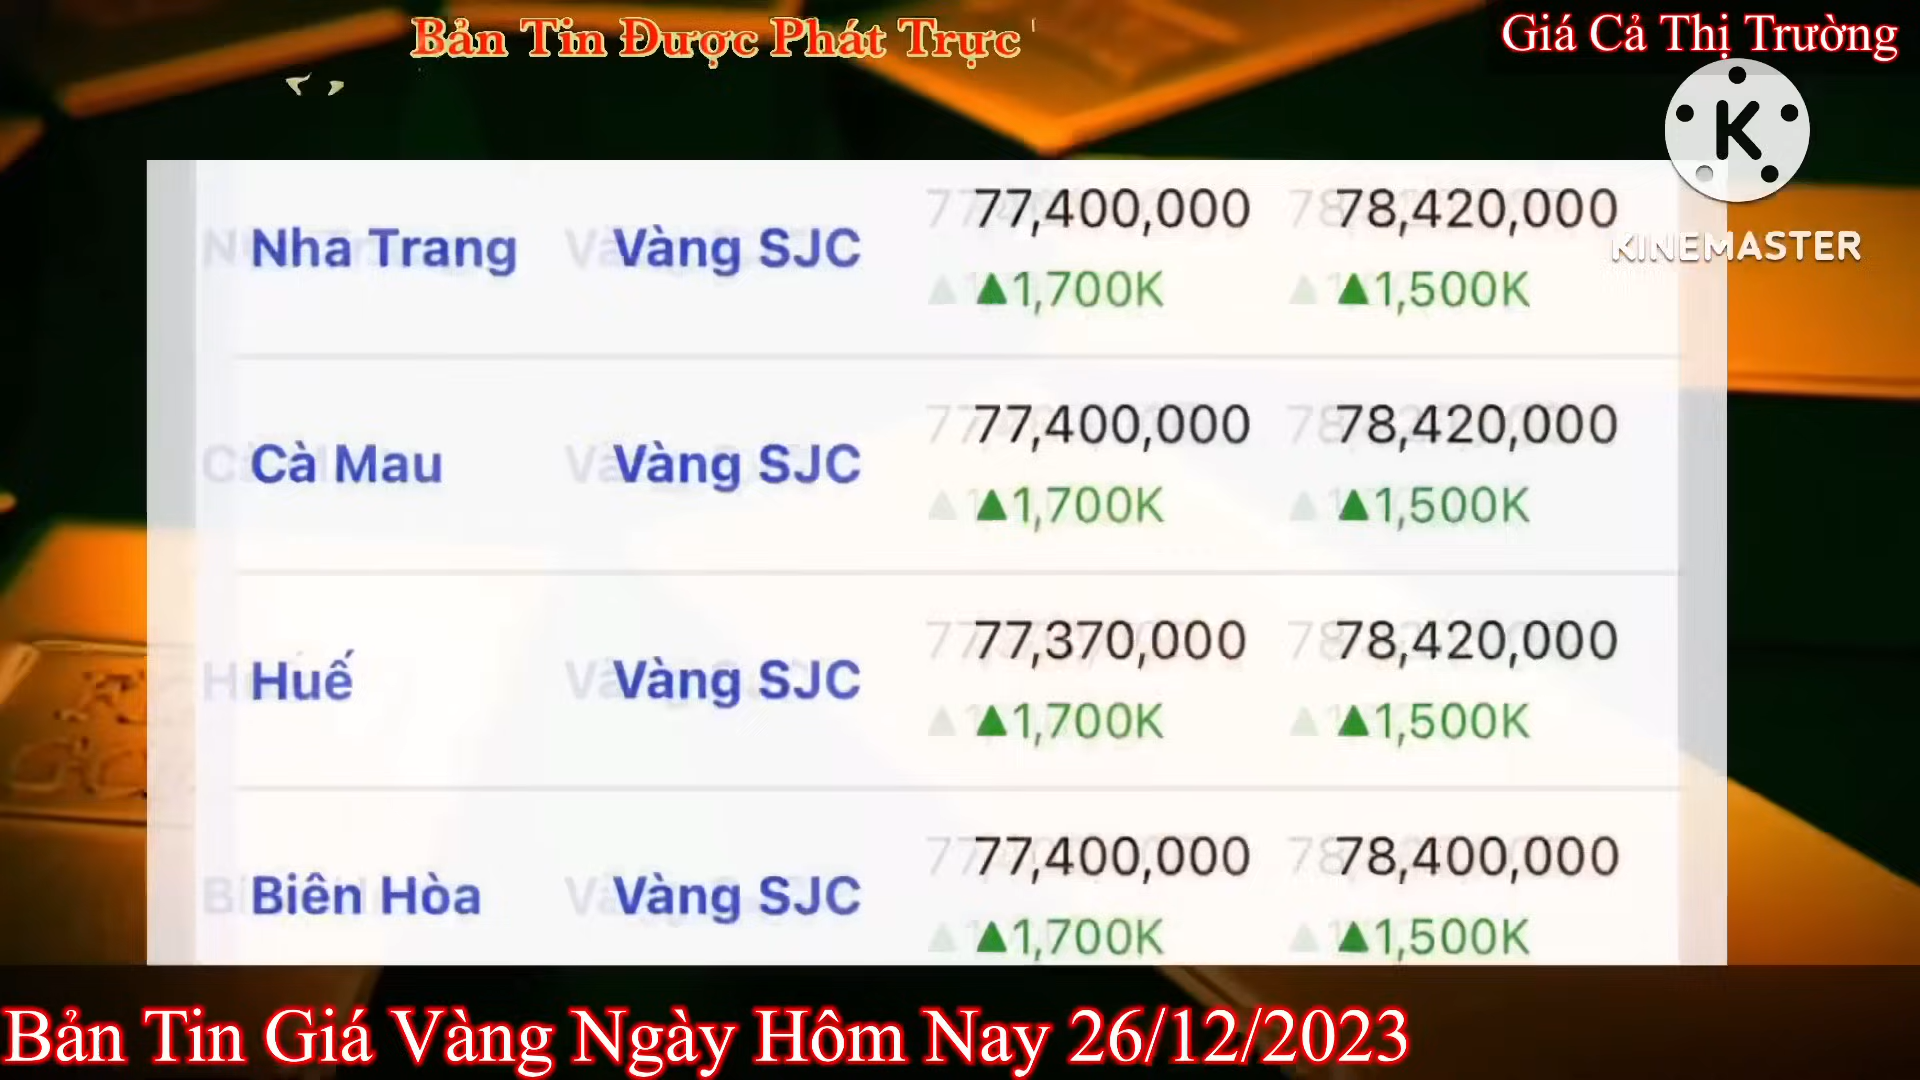 Bản Tin Được Phát Trực
Giá Cả Thị Trường
K
KINEMASTER
Nha Trang Vàng SJC 77,400,000 78,420,000
▲1,700K ▲1,500K
Cà Mau Vàng SJC 77,400,000 78,420,000
▲1,700K ▲1,500K
Huế Vàng SJC 77,370,000 78,420,000
▲1,700K ▲1,500K
Biên Hòa Vàng SJC 77,400,000 78,400,000
▲1,700K ▲1,500K
Bản Tin Giá Vàng Ngày Hôm Nay 26/12/2023